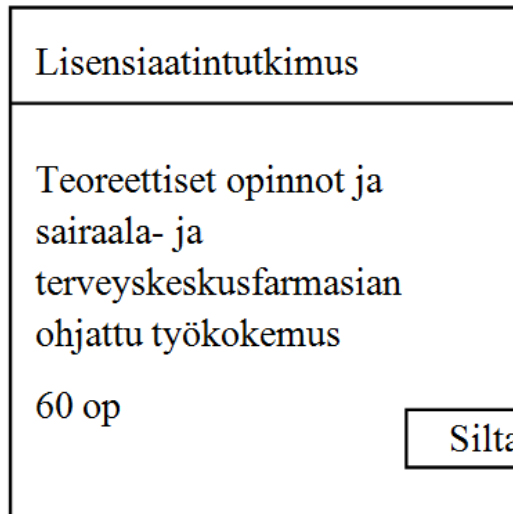 Lisensiaatintutkimus
Teoreettiset opinnot ja
sairaala- ja
terveyskeskusfarmasian
ohjattu työkokemus
60 op